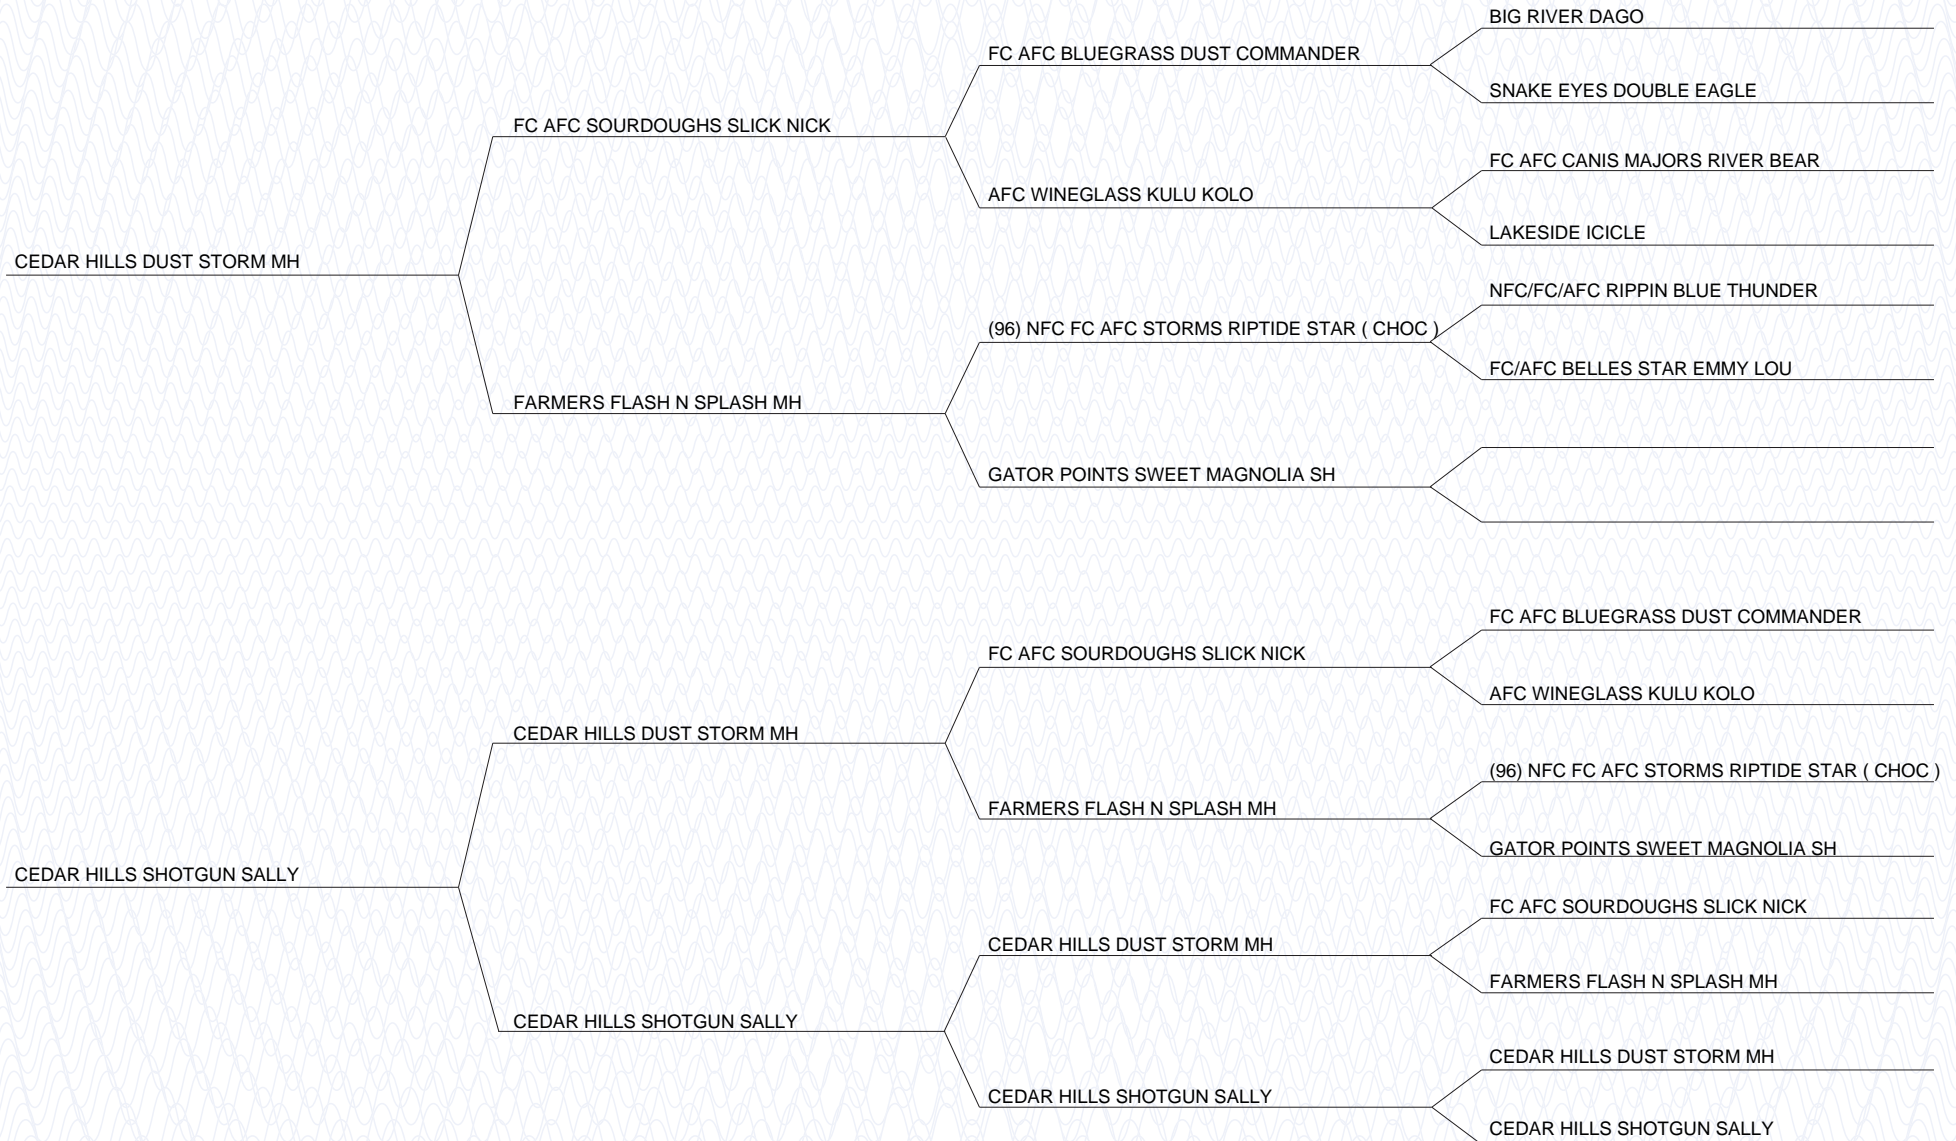 BIG RIVER DAGO
FC AFC BLUEGRASS DUST COMMANDER
SNAKE EYES DOUBLE EAGLE
FC AFC SOURDOUGHS SLICK NICK
FC AFC CANIS MAJORS RIVER BEAR
AFC WINEGLASS KULU KOLO
LAKESIDE ICICLE
CEDAR HILLS DUST STORM MH
NFC/FC/AFC RIPPIN BLUE THUNDER
(96) NFC FC AFC STORMS RIPTIDE STAR ( CHOC )
FC/AFC BELLES STAR EMMY LOU
FARMERS FLASH N SPLASH MH
GATOR POINTS SWEET MAGNOLIA SH
FC AFC BLUEGRASS DUST COMMANDER
FC AFC SOURDOUGHS SLICK NICK
AFC WINEGLASS KULU KOLO
CEDAR HILLS DUST STORM MH
(96) NFC FC AFC STORMS RIPTIDE STAR ( CHOC )
FARMERS FLASH N SPLASH MH
GATOR POINTS SWEET MAGNOLIA SH
CEDAR HILLS SHOTGUN SALLY
FC AFC SOURDOUGHS SLICK NICK
CEDAR HILLS DUST STORM MH
FARMERS FLASH N SPLASH MH
CEDAR HILLS SHOTGUN SALLY
CEDAR HILLS DUST STORM MH
CEDAR HILLS SHOTGUN SALLY
CEDAR HILLS SHOTGUN SALLY